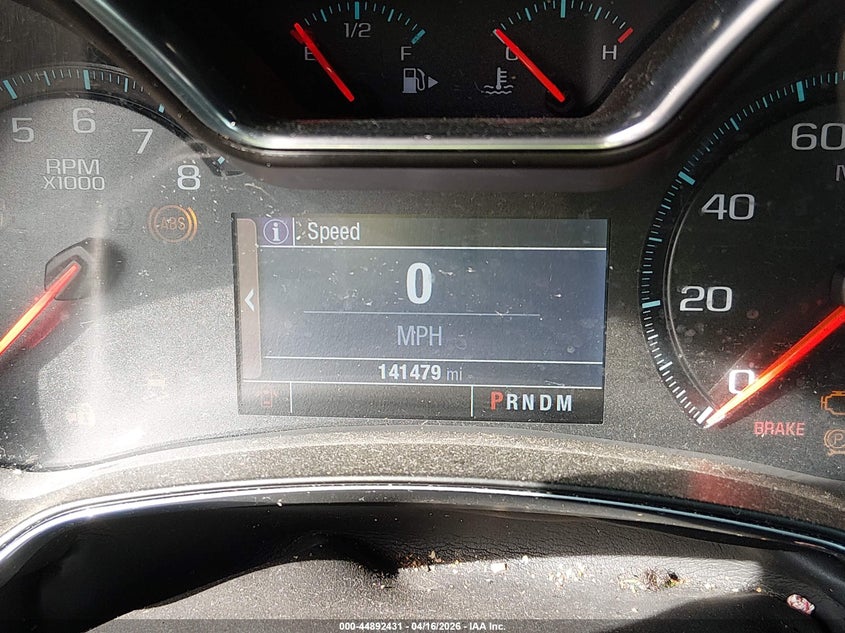 1/2
E F
C H
5 6 7 8
RPM
X1000
ABS
Speed
0
MPH
141479 mi
PRNDM
60
40
20
0
BRAKE
P
000-44892431 - 04/16/2026 - IAA Inc.